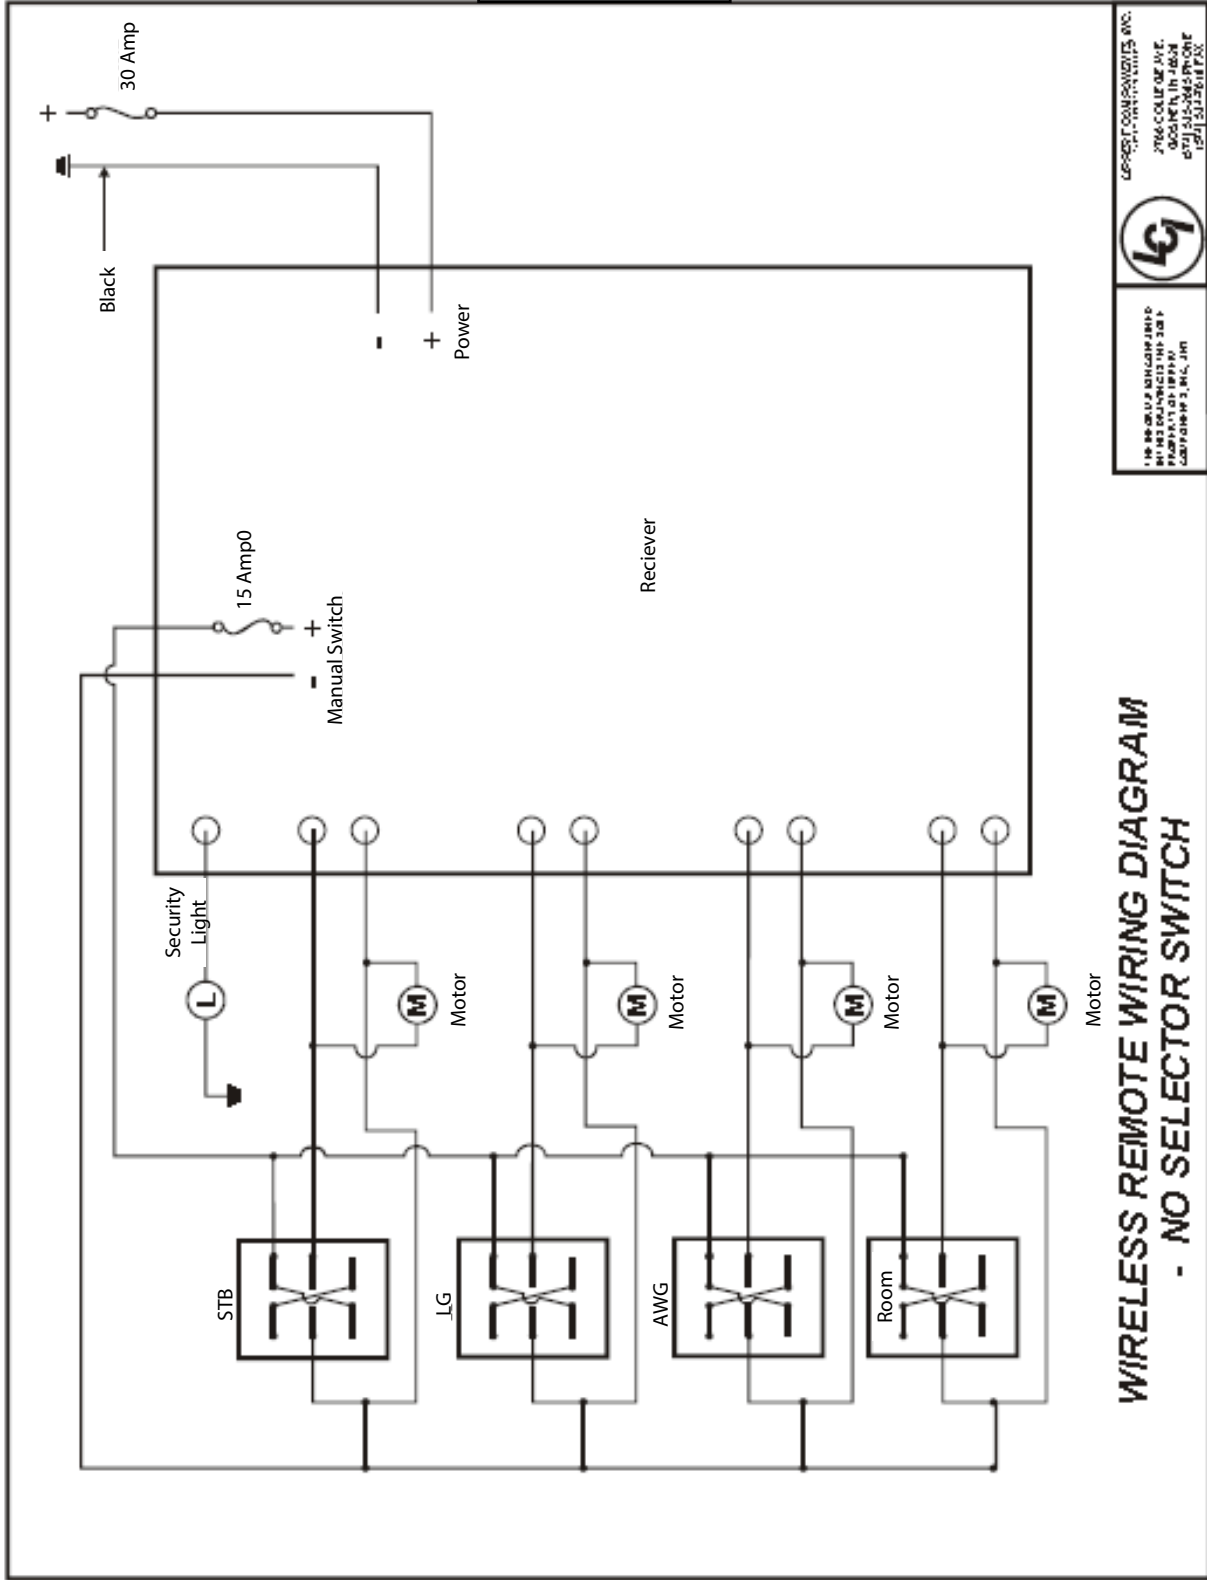 30 Amp
+
Black
-
+
Power
15 Amp0
+
-
Manual Switch
Reciever
Security
Light
L
M
Motor
M
Motor
M
Motor
M
Motor
STB
LG
AWG
Room
WIRELESS REMOTE WIRING DIAGRAM
- NO SELECTOR SWITCH
LCI